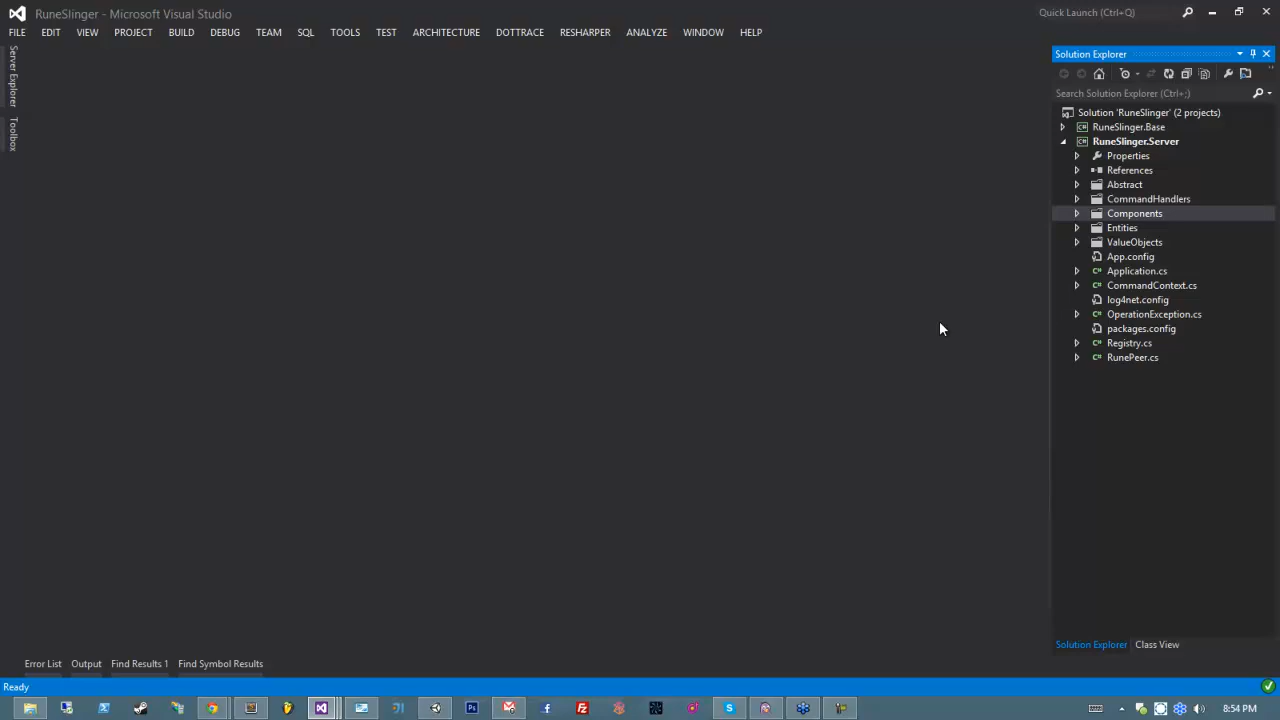 RuneSlinger - Microsoft Visual Studio
Quick Launch (Ctrl+Q)
FILE EDIT VIEW PROJECT BUILD DEBUG TEAM SQL TOOLS TEST ARCHITECTURE DOTTRACE RESHARPER ANALYZE WINDOW HELP
Server Explorer
Toolbox
Solution Explorer
Search Solution Explorer (Ctrl+;)
Solution 'RuneSlinger' (2 projects)
RuneSlinger.Base
RuneSlinger.Server
Properties
References
Abstract
CommandHandlers
Components
Entities
ValueObjects
App.config
Application.cs
CommandContext.cs
log4net.config
OperationException.cs
packages.config
Registry.cs
RunePeer.cs
Solution Explorer Class View
Error List Output Find Results 1 Find Symbol Results
Ready
8:54 PM